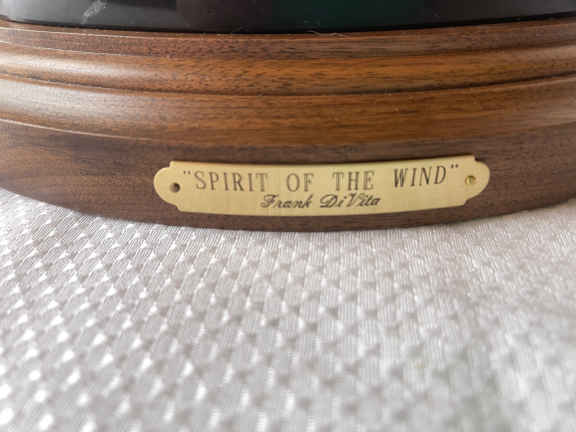 "SPIRIT OF THE WIND"
Frank DiVita